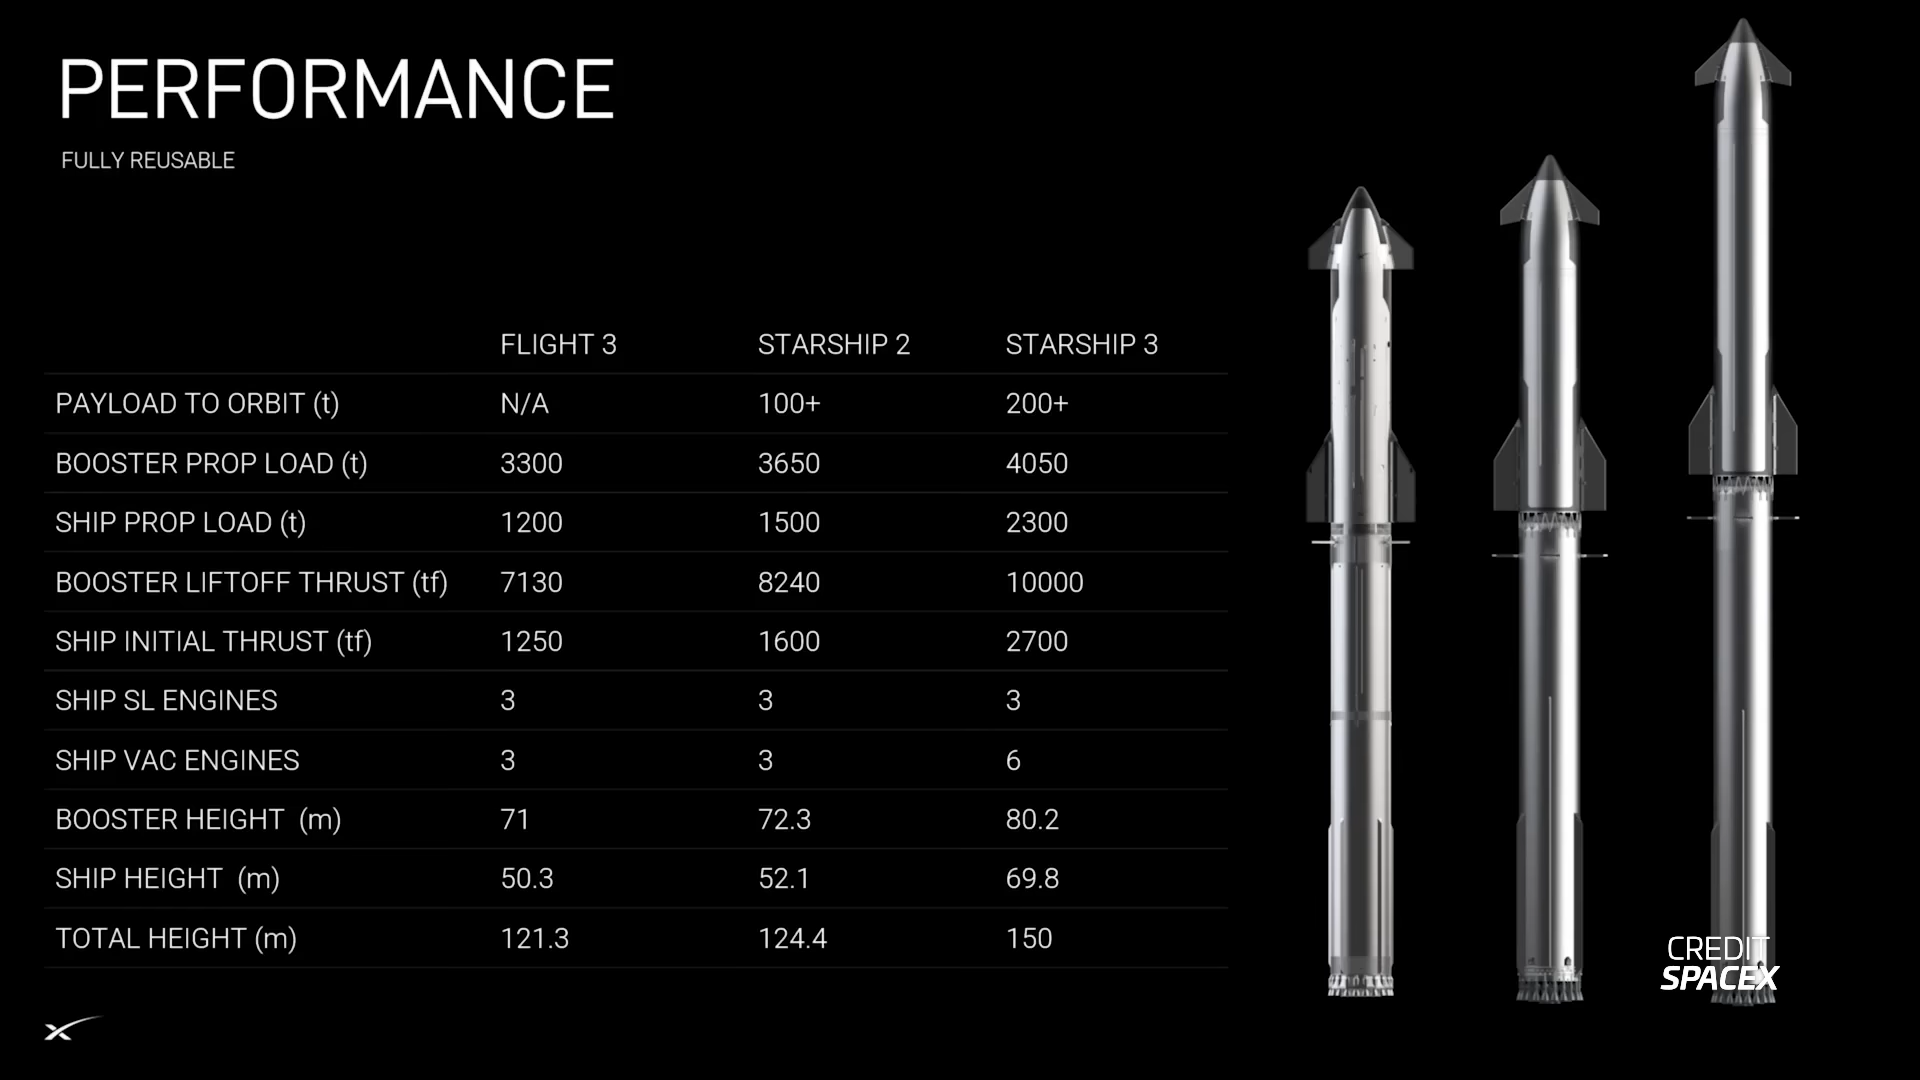 PERFORMANCE
FULLY REUSABLE
FLIGHT 3 STARSHIP 2 STARSHIP 3
PAYLOAD TO ORBIT (t) N/A 100+ 200+
BOOSTER PROP LOAD (t) 3300 3650 4050
SHIP PROP LOAD (t) 1200 1500 2300
BOOSTER LIFTOFF THRUST (tf) 7130 8240 10000
SHIP INITIAL THRUST (tf) 1250 1600 2700
SHIP SL ENGINES 3 3 3
SHIP VAC ENGINES 3 3 6
BOOSTER HEIGHT (m) 71 72.3 80.2
SHIP HEIGHT (m) 50.3 52.1 69.8
TOTAL HEIGHT (m) 121.3 124.4 150
CREDIT
SPACEX